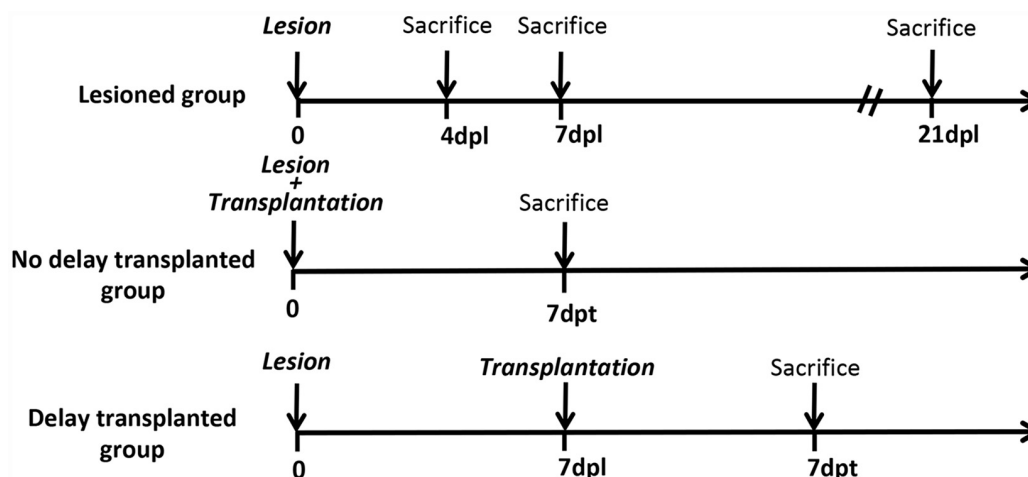 Lesion Sacrifice Sacrifice Sacrifice
Lesioned group
0 4dpl 7dpl 21dpl
Lesion
+
Transplantation Sacrifice
No delay transplanted
group
0 7dpt
Lesion Transplantation Sacrifice
Delay transplanted
group
0 7dpl 7dpt